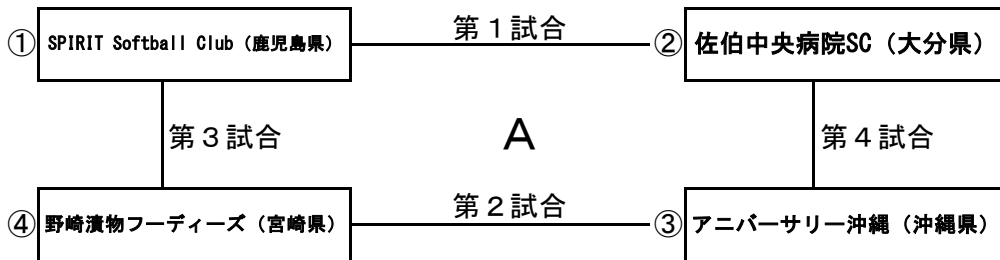 ① SPIRIT Softball Club（鹿児島県） 第１試合 ② 佐伯中央病院SC（大分県）
第３試合 A 第４試合
④ 野崎漬物フーディーズ（宮崎県） 第２試合 ③ アニバーサリー沖縄（沖縄県）